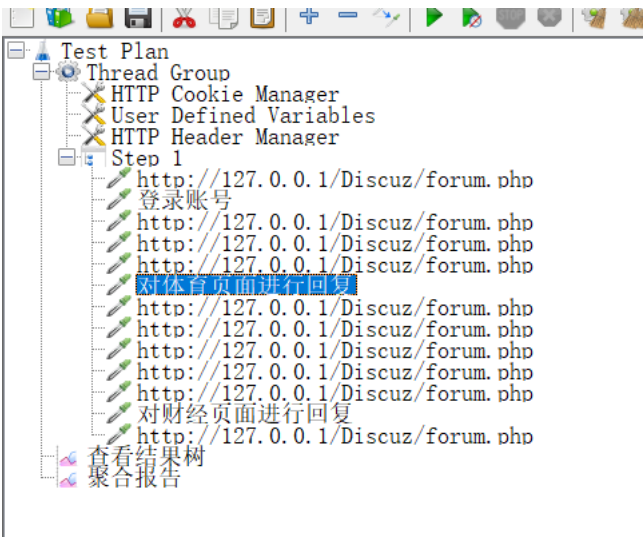 STOP
Test Plan
Thread Group
HTTP Cookie Manager
User Defined Variables
HTTP Header Manager
Step 1
http://127.0.0.1/Discuz/forum.php
登录账号
http://127.0.0.1/Discuz/forum.php
http://127.0.0.1/Discuz/forum.php
http://127.0.0.1/Discuz/forum.php
对体育页面进行回复
http://127.0.0.1/Discuz/forum.php
http://127.0.0.1/Discuz/forum.php
http://127.0.0.1/Discuz/forum.php
http://127.0.0.1/Discuz/forum.php
http://127.0.0.1/Discuz/forum.php
对财经页面进行回复
http://127.0.0.1/Discuz/forum.php
查看结果树
聚合报告